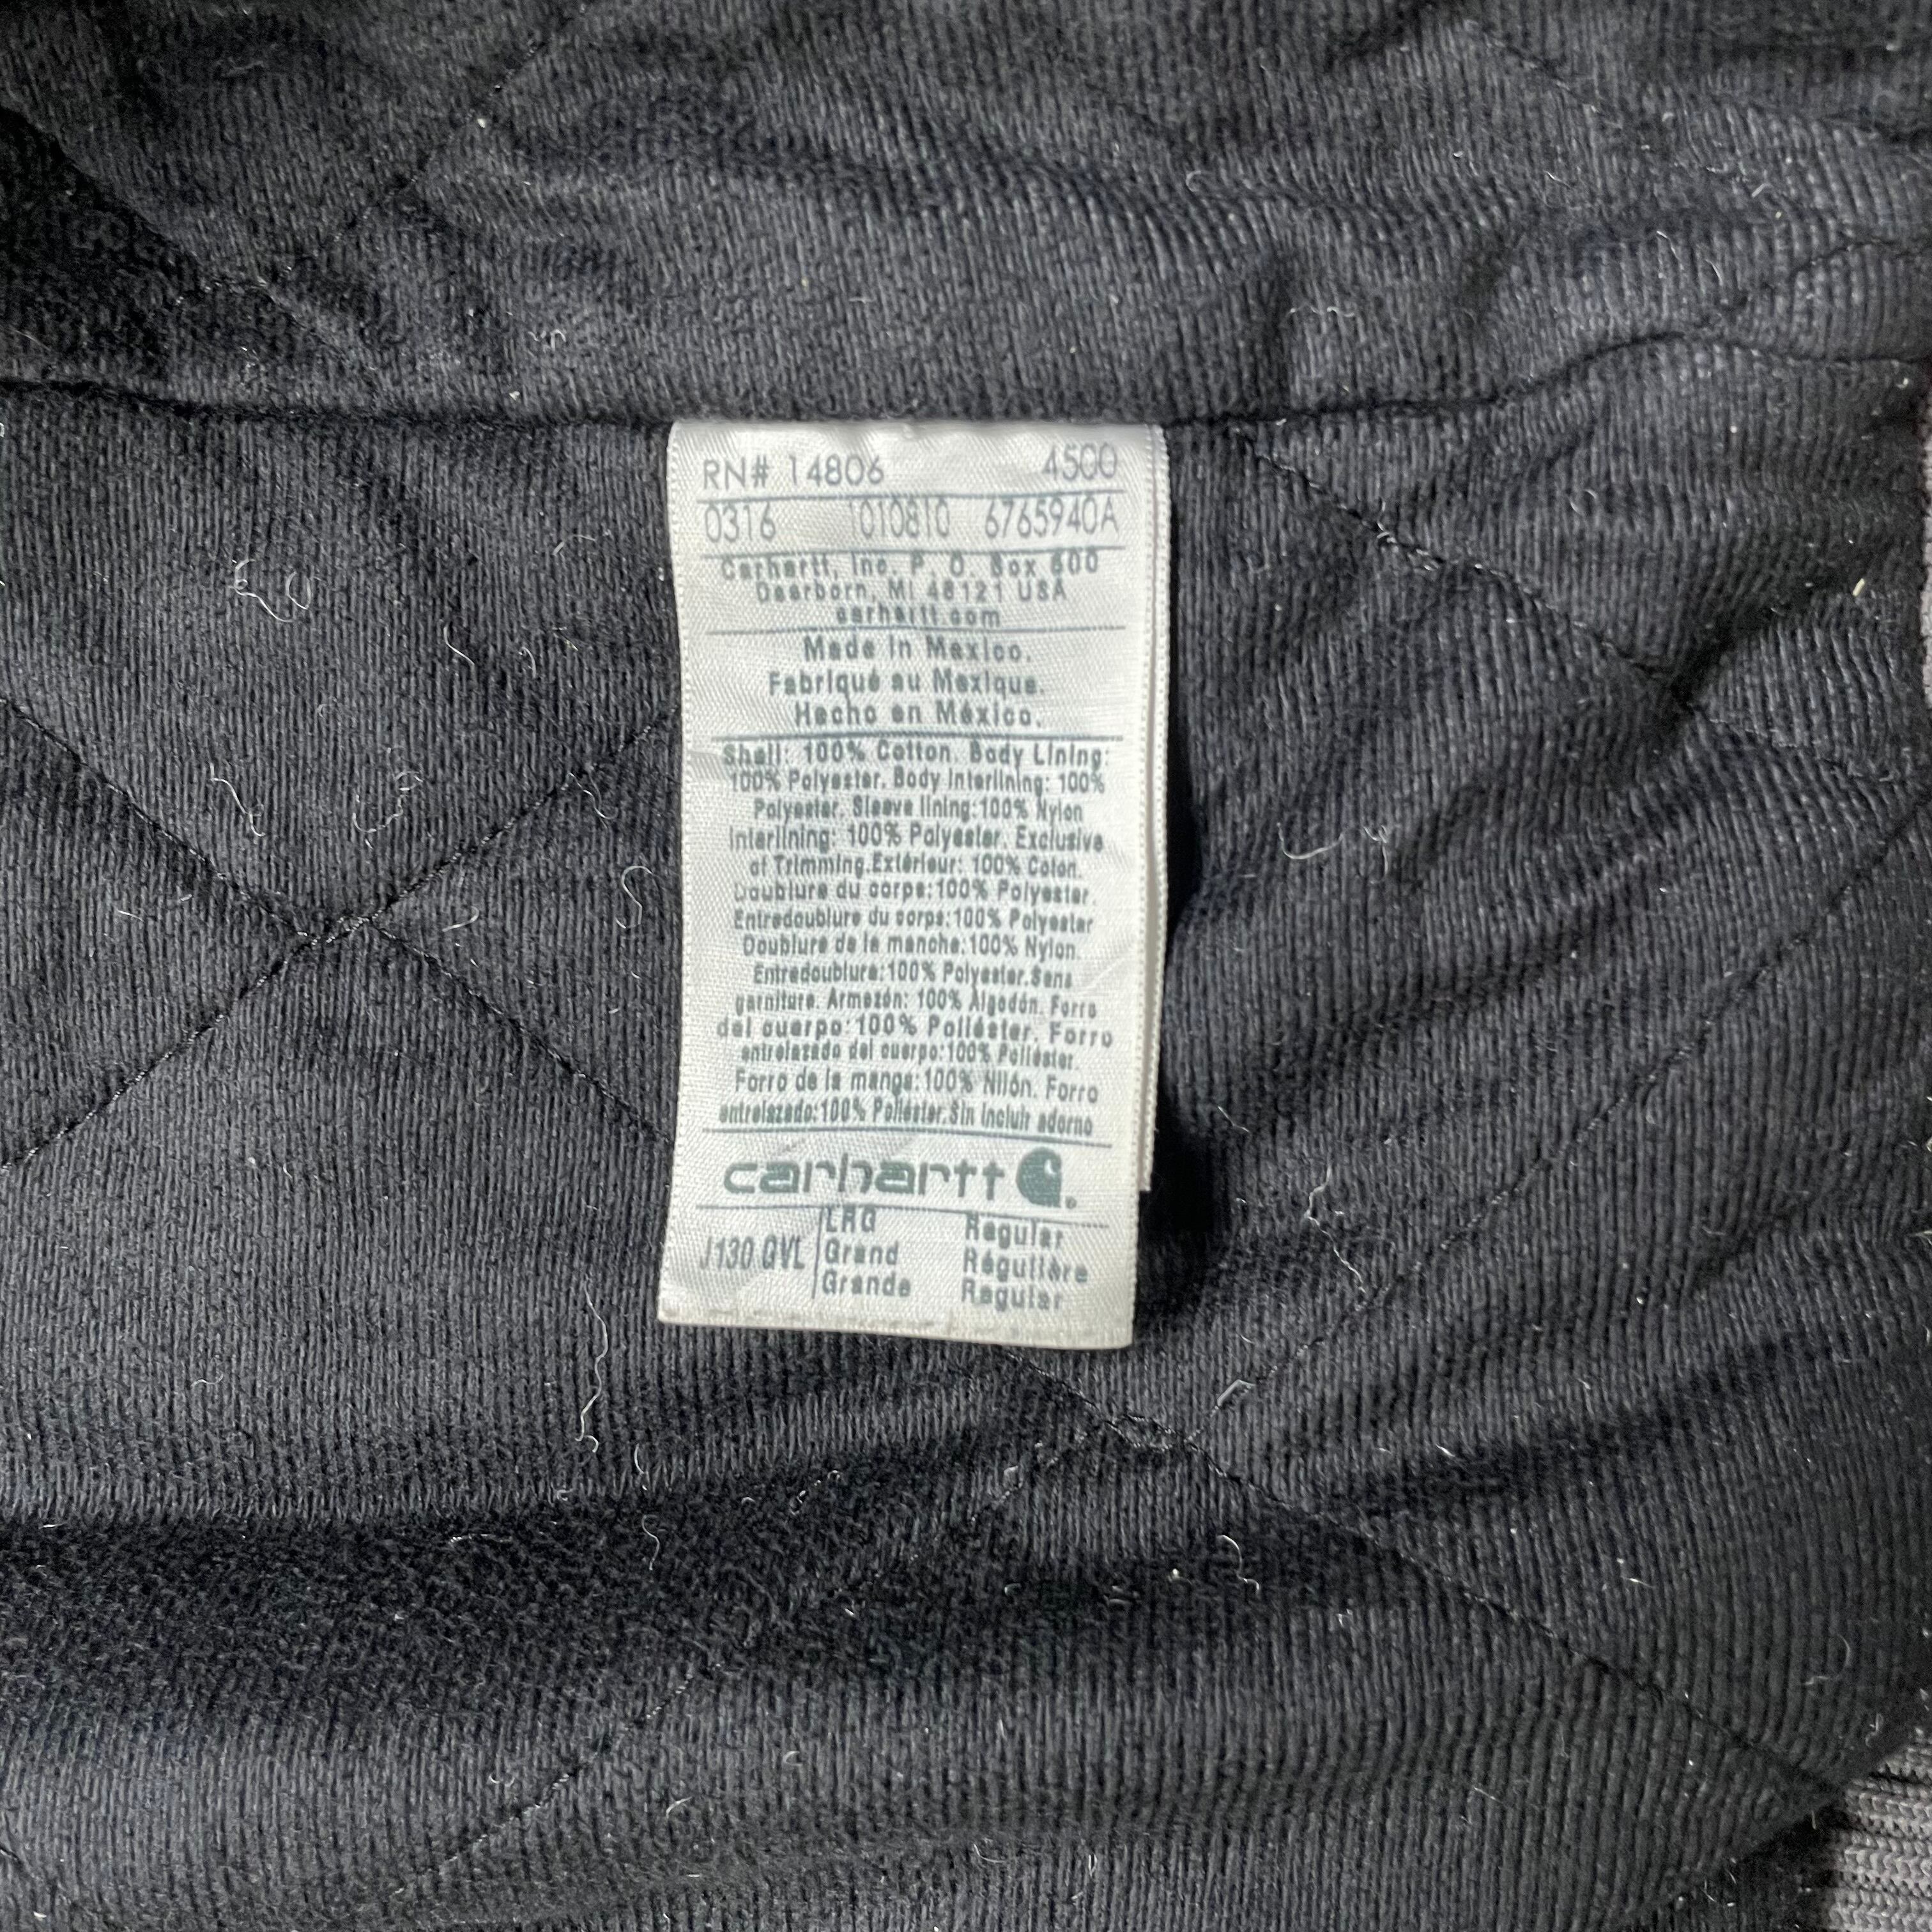 RN# 14806 4500
0316 1010810 6765940A
Carhartt, Inc. P. O. Box 600
Dearborn, MI 48121 USA
carhartt.com
Made in Mexico.
Fabriqué au Mexique.
Hecho en México.
Shell: 100% Cotton. Body Lining:
100% Polyester. Body Interlining: 100%
Polyester. Sleeve lining:100% Nylon
Interlining: 100% Polyester. Exclusive
of Trimming.Extérieur: 100% Coton.
Doublure du corps:100% Polyester.
Entredoublure du corps:100% Polyester
Doublure de la manche:100% Nylon.
Entredoublure:100% Polyester.Sans
garniture. Armazón: 100% Algodón. Forro
del cuerpo:100% Poliéster. Forro
entrelazado del cuerpo:100% Poliéster.
Forro de la manga:100% Nilón. Forro
entrelazado:100% Poliéster.Sin incluir adorno
carhartt
J130 QVL LRG Regular
Grand Régulière
Grande Regular